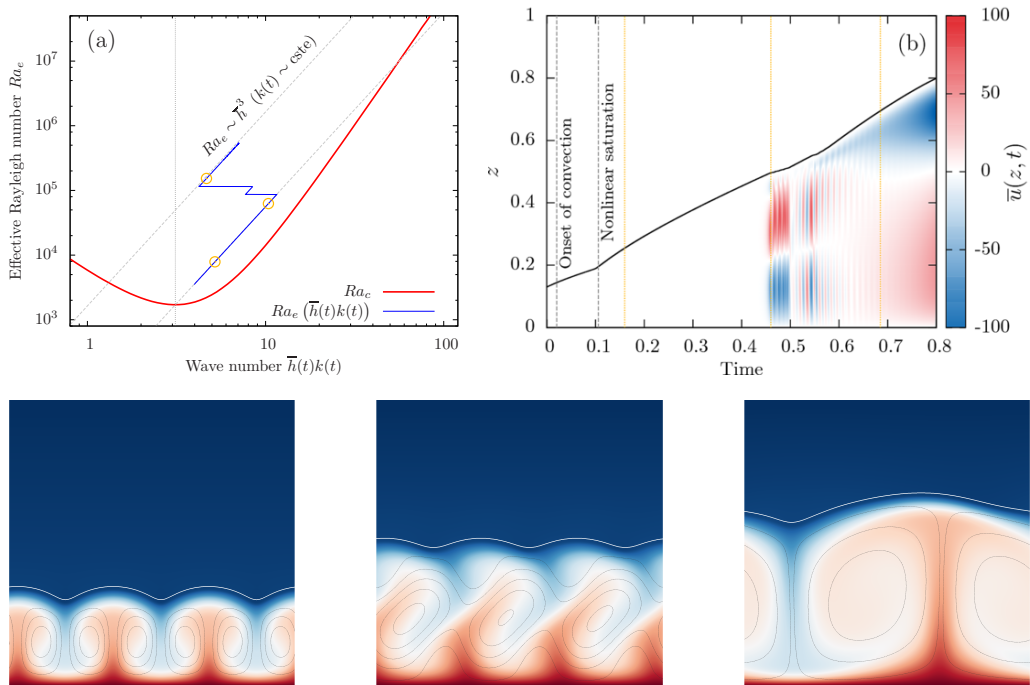 (a)
Effective Rayleigh number Ra_e
10^7
10^6
10^5
10^4
10^3
Ra_e ∼ h̅^3 (k(t) ∼ cste)
Ra_c
Ra_e (h̅(t)k(t))
1
10
100
Wave number h̅(t)k(t)
(b)
z
1
0.8
0.6
0.4
0.2
0
Onset of convection
Nonlinear saturation
0
0.1
0.2
0.3
0.4
0.5
0.6
0.7
0.8
Time
100
50
0
-50
-100
u̅(z, t)